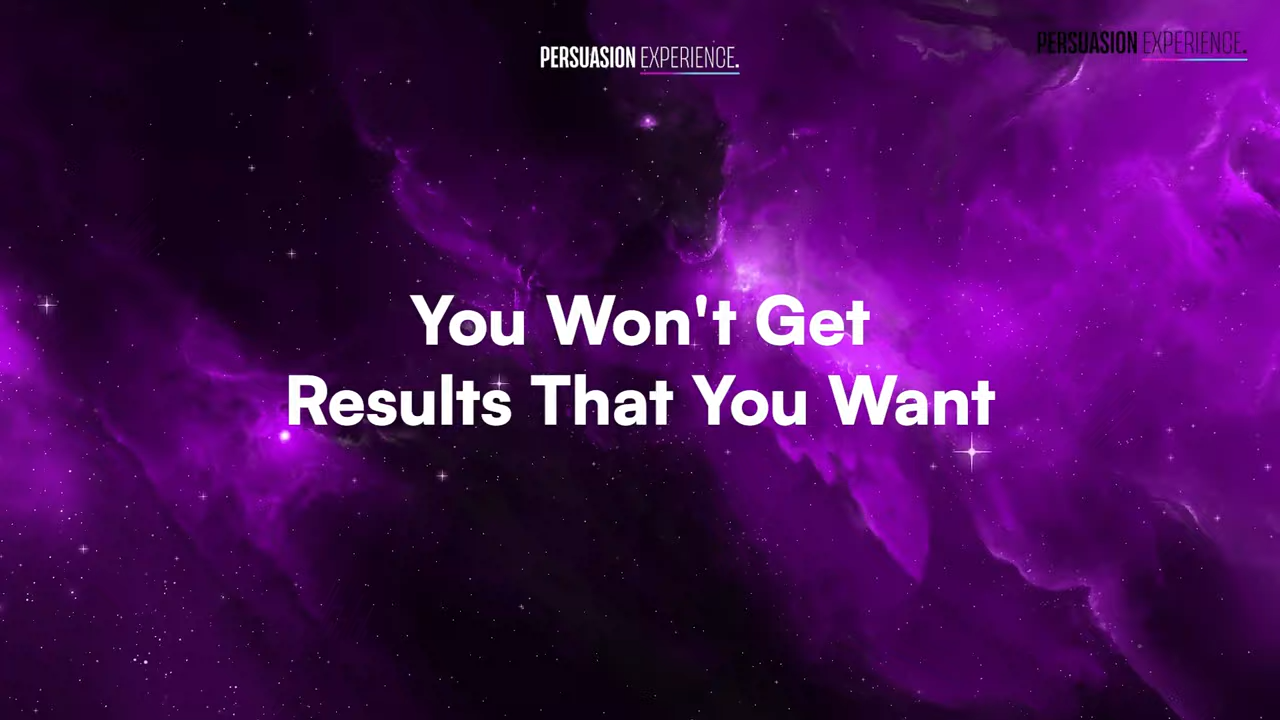 PERSUASION EXPERIENCE.
PERSUASION EXPERIENCE.
You Won't Get
Results That You Want